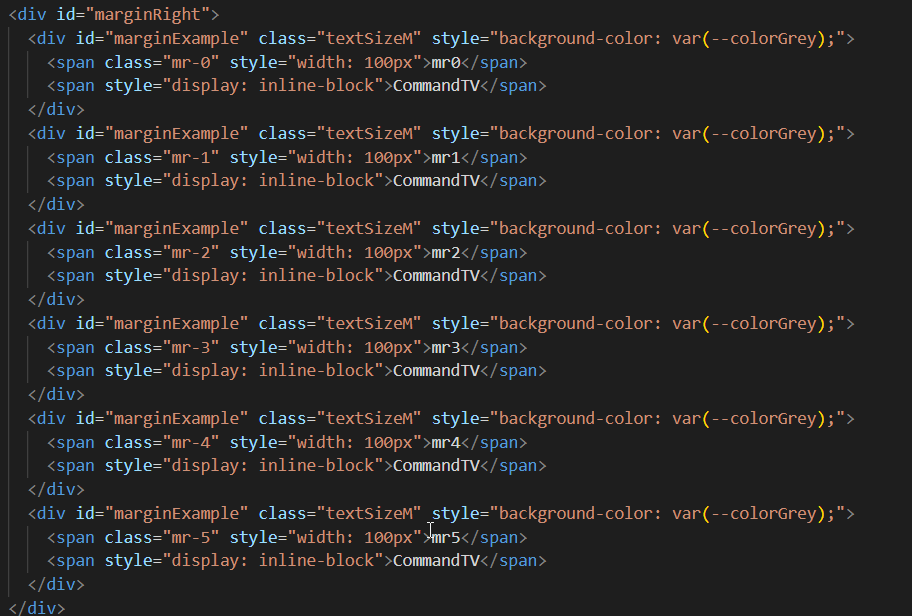 <div id="marginRight">
<div id="marginExample" class="textSizeM" style="background-color: var(--colorGrey);">
<span class="mr-0" style="width: 100px">mr0</span>
<span style="display: inline-block">CommandTV</span>
</div>
<div id="marginExample" class="textSizeM" style="background-color: var(--colorGrey);">
<span class="mr-1" style="width: 100px">mr1</span>
<span style="display: inline-block">CommandTV</span>
</div>
<div id="marginExample" class="textSizeM" style="background-color: var(--colorGrey);">
<span class="mr-2" style="width: 100px">mr2</span>
<span style="display: inline-block">CommandTV</span>
</div>
<div id="marginExample" class="textSizeM" style="background-color: var(--colorGrey);">
<span class="mr-3" style="width: 100px">mr3</span>
<span style="display: inline-block">CommandTV</span>
</div>
<div id="marginExample" class="textSizeM" style="background-color: var(--colorGrey);">
<span class="mr-4" style="width: 100px">mr4</span>
<span style="display: inline-block">CommandTV</span>
</div>
<div id="marginExample" class="textSizeM" style="background-color: var(--colorGrey);">
<span class="mr-5" style="width: 100px">mr5</span>
<span style="display: inline-block">CommandTV</span>
</div>
</div>